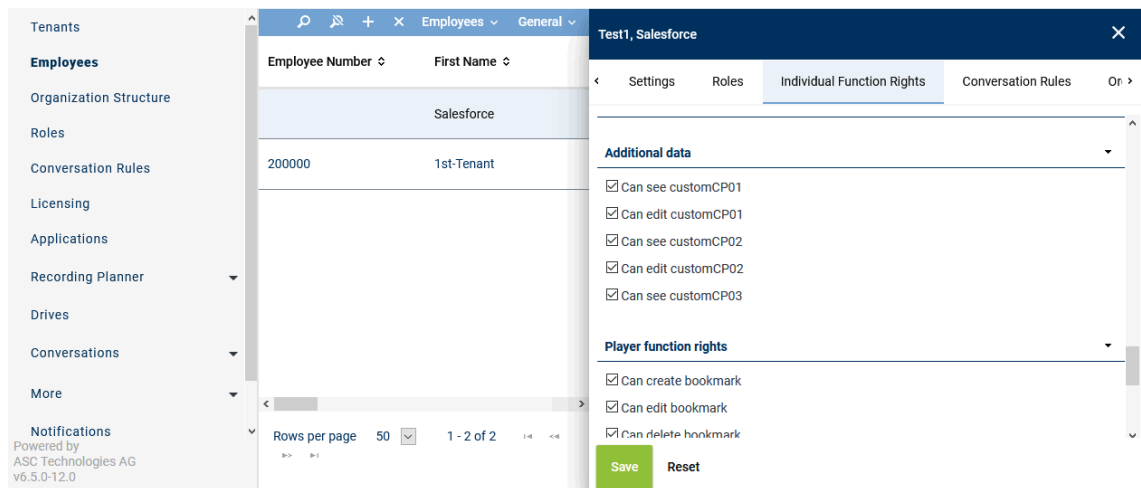 Tenants
Employees
Organization Structure
Roles
Conversation Rules
Licensing
Applications
Recording Planner
Drives
Conversations
More
Notifications
Powered by
ASC Technologies AG
v6.5.0-12.0
Employees General
Employee Number First Name
Salesforce
200000 1st-Tenant
Rows per page 50 1 - 2 of 2
Test1, Salesforce
Settings Roles Individual Function Rights Conversation Rules
Additional data
Can see customCP01
Can edit customCP01
Can see customCP02
Can edit customCP02
Can see customCP03
Player function rights
Can create bookmark
Can edit bookmark
Can delete bookmark
Save Reset